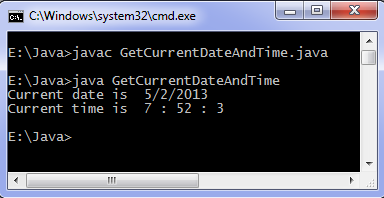 C:\Windows\system32\cmd.exe
E:\Java>javac GetCurrentDateAndTime.java
E:\Java>java GetCurrentDateAndTime
Current date is  5/2/2013
Current time is  7 : 52 : 3
E:\Java>